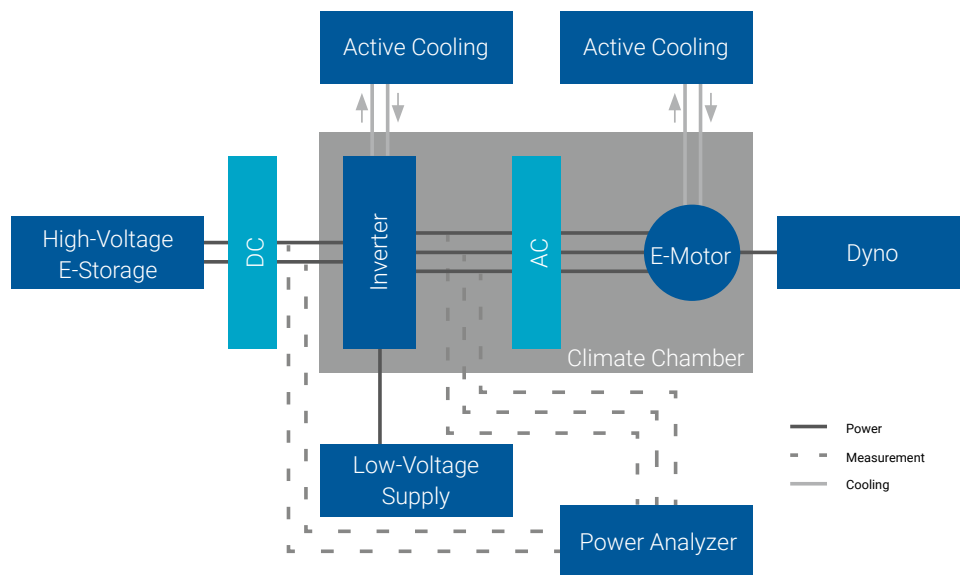 Active Cooling
Active Cooling
High-Voltage
E-Storage
DC
Inverter
AC
E-Motor
Dyno
Climate Chamber
Low-Voltage
Supply
Power Analyzer
Power
Measurement
Cooling